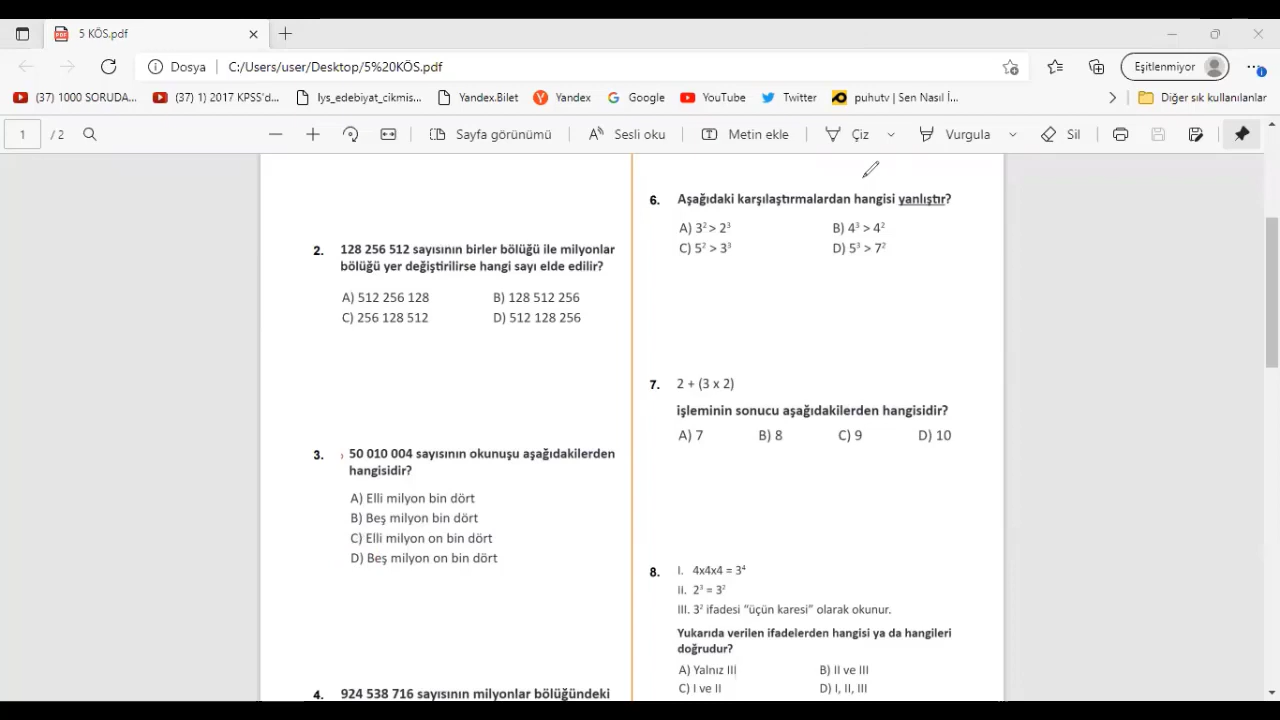 5 KÖS.pdf
Dosya C:/Users/user/Desktop/5%20KÖS.pdf Eşitlenmiyor
(37) 1000 SORUDA... (37) 1) 2017 KPSS'd... lys_edebiyat_cikmis... Yandex.Bilet Yandex Google YouTube Twitter puhutv | Sen Nasıl İ... Diğer sık kullanılanlar
1 / 2 Sayfa görünümü Sesli oku Metin ekle Çiz Vurgula Sil
2. 128 256 512 sayısının birler bölüğü ile milyonlar
bölüğü yer değiştirilirse hangi sayı elde edilir?
A) 512 256 128 B) 128 512 256
C) 256 128 512 D) 512 128 256
3. 50 010 004 sayısının okunuşu aşağıdakilerden
hangisidir?
A) Elli milyon bin dört
B) Beş milyon bin dört
C) Elli milyon on bin dört
D) Beş milyon on bin dört
4. 924 538 716 sayısının milyonlar bölüğündeki
6. Aşağıdaki karşılaştırmalardan hangisi yanlıştır?
A) 3² > 2³ B) 4³ > 4²
C) 5² > 3³ D) 5³ > 7²
7. 2 + (3 x 2)
işleminin sonucu aşağıdakilerden hangisidir?
A) 7 B) 8 C) 9 D) 10
8. I. 4x4x4 = 3⁴
II. 2³ = 3²
III. 3² ifadesi “üçün karesi” olarak okunur.
Yukarıda verilen ifadelerden hangisi ya da hangileri
doğrudur?
A) Yalnız III B) II ve III
C) I ve II D) I, II, III